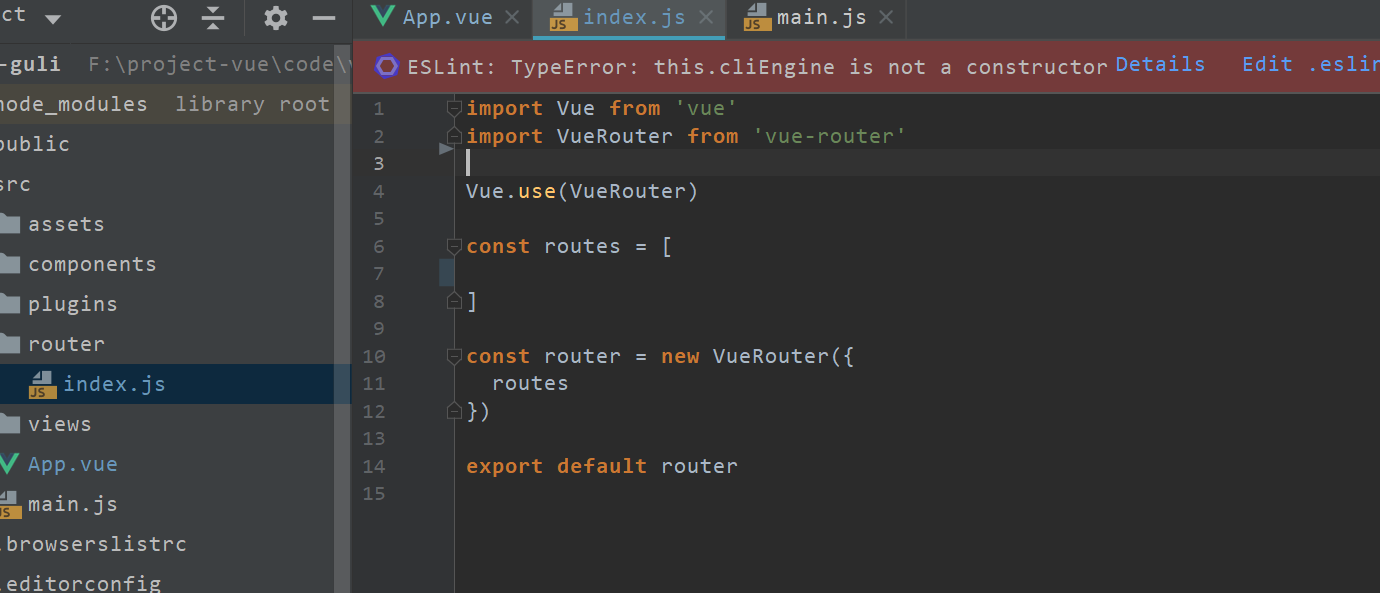 ct
App.vue
index.js
main.js
-guli F:\project-vue\code\v
ESLint: TypeError: this.cliEngine is not a constructor Details Edit .eslin
node_modules library root
public
src
assets
components
plugins
router
JS index.js
views
App.vue
JS main.js
.browserslistrc
.editorconfig
1 import Vue from 'vue'
2 import VueRouter from 'vue-router'
3
4 Vue.use(VueRouter)
5
6 const routes = [
7
8 ]
9
10 const router = new VueRouter({
11 routes
12 })
13
14 export default router
15